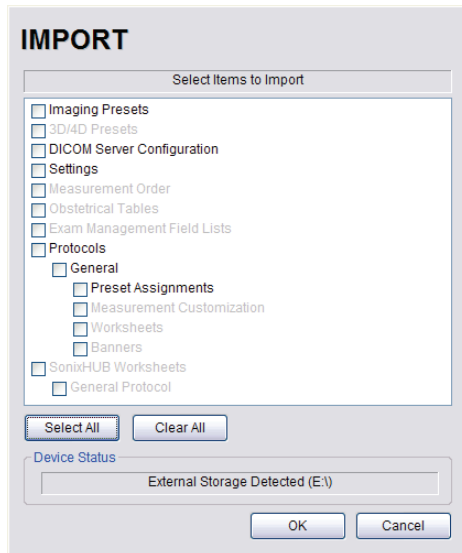 IMPORT
Select Items to Import
Imaging Presets
3D/4D Presets
DICOM Server Configuration
Settings
Measurement Order
Obstetrical Tables
Exam Management Field Lists
Protocols
General
Preset Assignments
Measurement Customization
Worksheets
Banners
SonixHUB Worksheets
General Protocol
Select All Clear All
Device Status
External Storage Detected (E:\)
OK Cancel